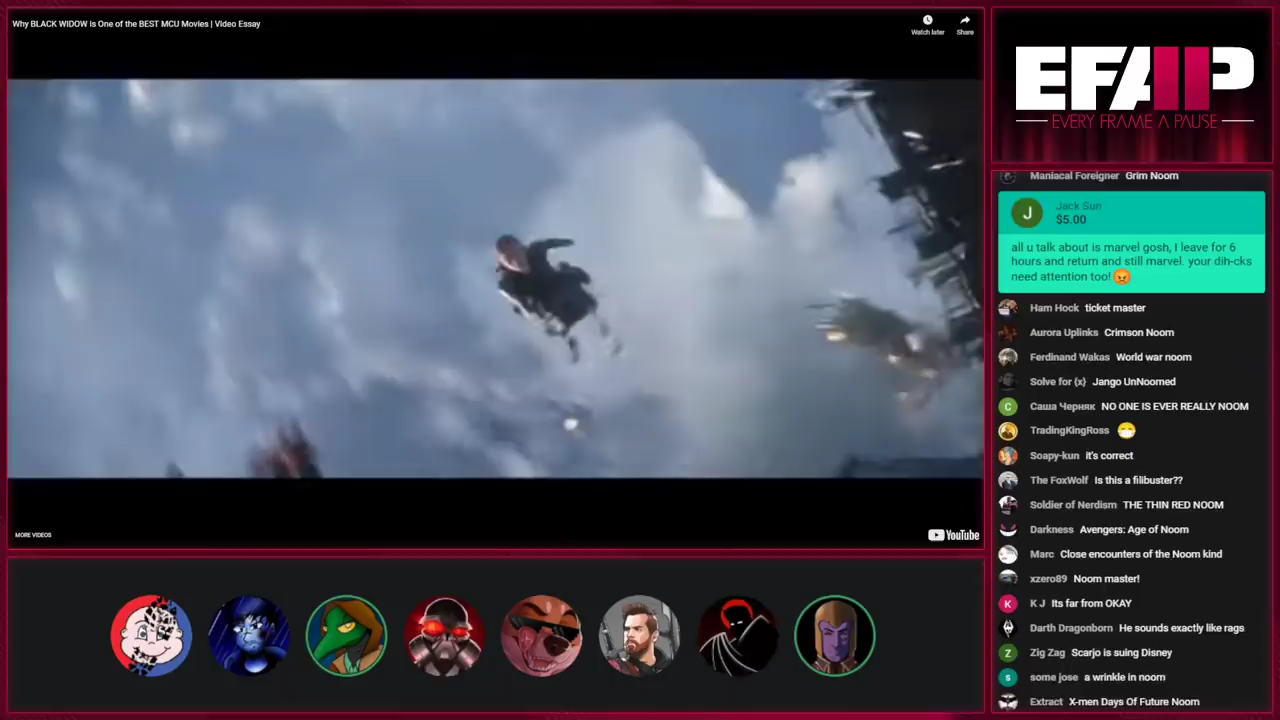 Why BLACK WIDOW is One of the BEST MCU Movies | Video Essay
Watch later
Share
MORE VIDEOS
YouTube
EFAP
EVERY FRAME A PAUSE
Maniacal Foreigner Grim Noom
J
Jack Sun
$5.00
all u talk about is marvel gosh, I leave for 6
hours and return and still marvel. your dih-cks
need attention too!
Ham Hock ticket master
Aurora Uplinks Crimson Noom
Ferdinand Wakas World war noom
Solve for {x} Jango UnNoomed
C Саша Черняк NO ONE IS EVER REALLY NOOM
TradingKingRoss
Soapy-kun it's correct
The FoxWolf Is this a filibuster??
Soldier of Nerdism THE THIN RED NOOM
Darkness Avengers: Age of Noom
Marc Close encounters of the Noom kind
xzero89 Noom master!
K K J Its far from OKAY
Darth Dragonborn He sounds exactly like rags
Z Zig Zag Scarjo is suing Disney
s some jose a wrinkle in noom
Extract X-men Days Of Future Noom